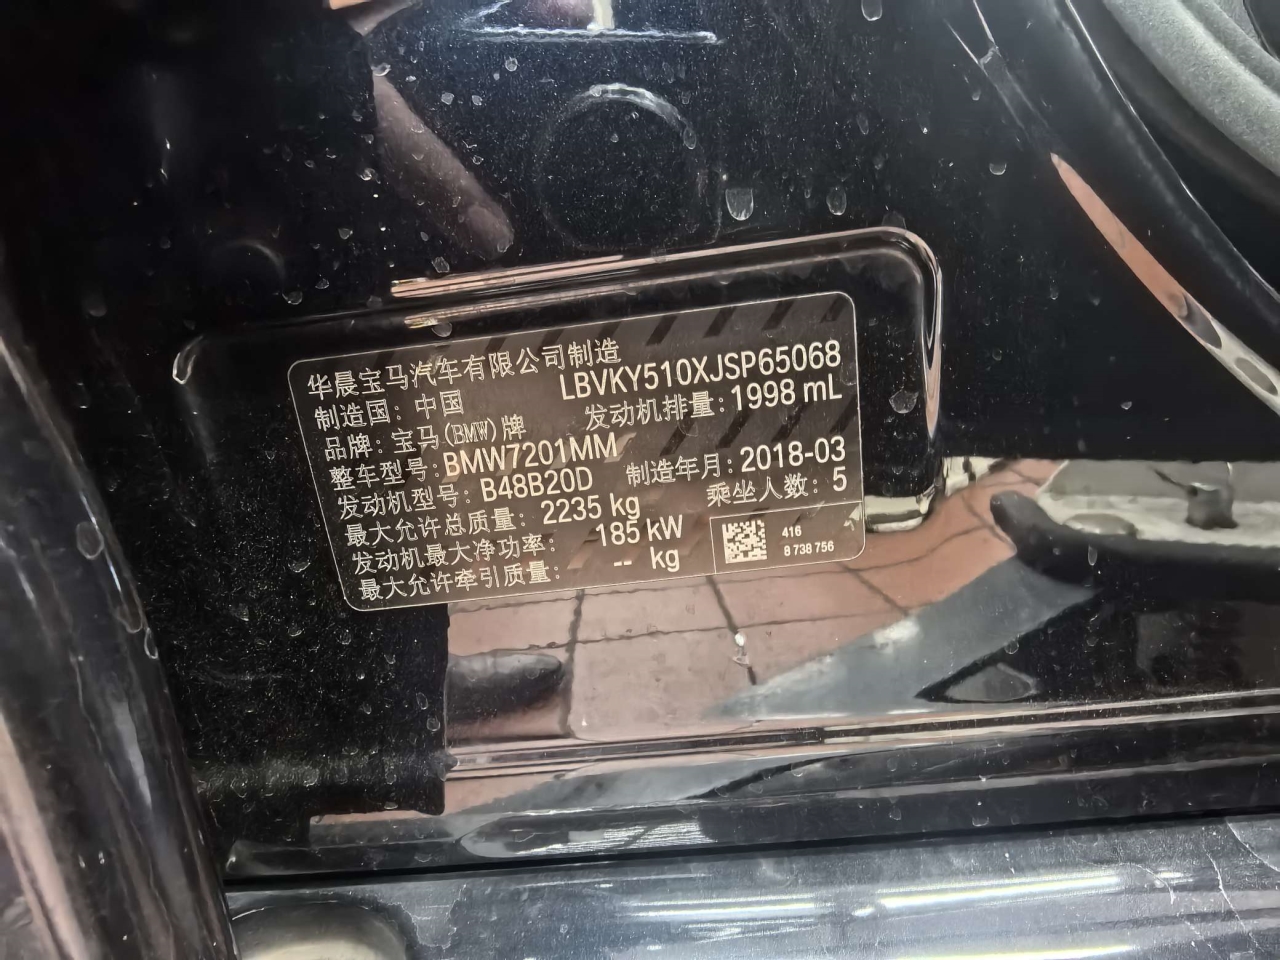 华晨宝马汽车有限公司制造
制造国：中国 LBVKY510XJSP65068
品牌：宝马(BMW)牌 发动机排量：1998 mL
整车型号：BMW7201MM
发动机型号：B48B20D 制造年月：2018-03
最大允许总质量：2235 kg 乘坐人数：5
发动机最大净功率：185 kW
最大允许牵引质量：-- kg
416
8 738 756